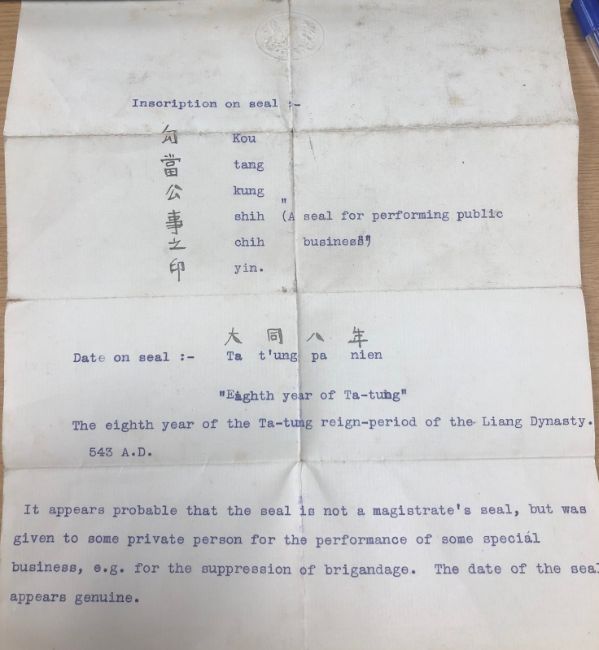 Inscription on seal :-
勾 Kou
當 tang
公 kung
事 shih ("A seal for performing public
之 chih business")
印 yin.
大 同 八 年
Date on seal :- Ta t'ung pa nien
"Eighth year of Ta-tung"
The eighth year of the Ta-tung reign-period of the Liang Dynasty.
543 A.D.
It appears probable that the seal is not a magistrate's seal, but was
given to some private person for the performance of some speciál
business, e.g. for the suppression of brigandage. The date of the seal
appears genuine.